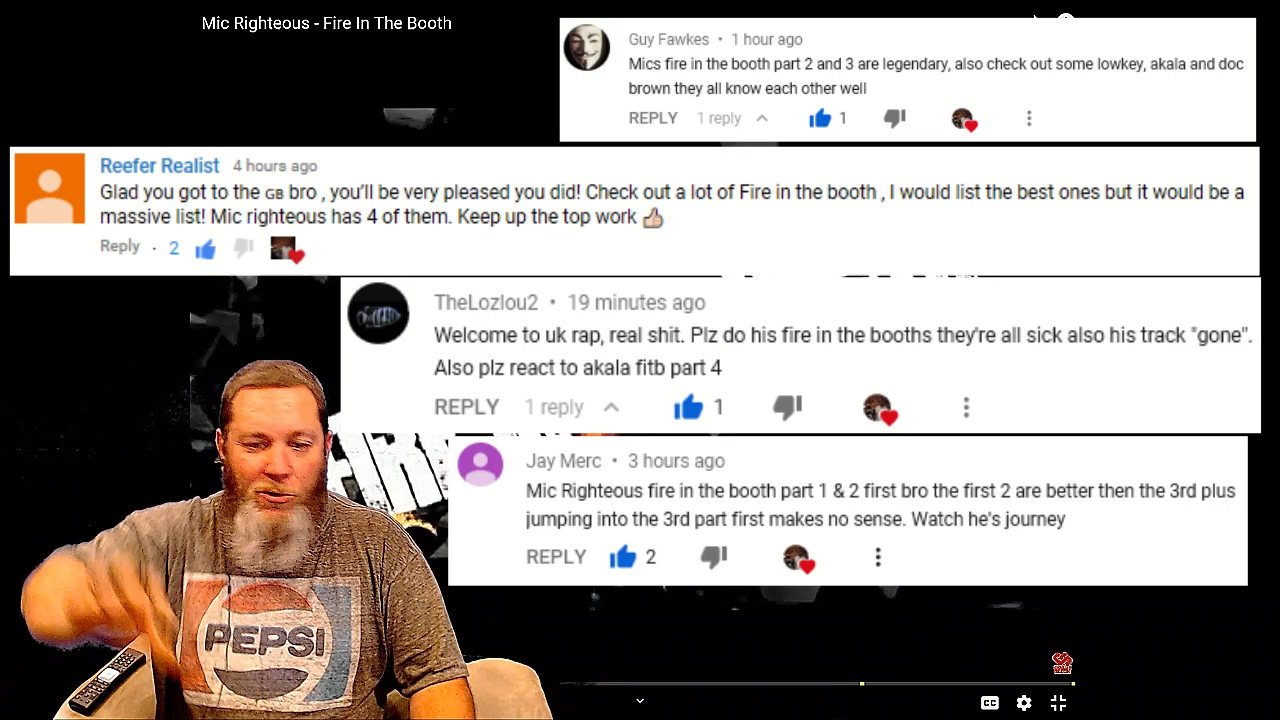 Mic Righteous - Fire In The Booth
Guy Fawkes • 1 hour ago
Mics fire in the booth part 2 and 3 are legendary, also check out some lowkey, akala and doc
brown they all know each other well
REPLY 1 reply 1
Reefer Realist 4 hours ago
Glad you got to the GB bro , you'll be very pleased you did! Check out a lot of Fire in the booth , I would list the best ones but it would be a
massive list! Mic righteous has 4 of them. Keep up the top work 👍🏼
Reply · 2
TheLozlou2 • 19 minutes ago
Welcome to uk rap, real shit. Plz do his fire in the booths they're all sick also his track "gone".
Also plz react to akala fitb part 4
REPLY 1 reply 1
Jay Merc • 3 hours ago
Mic Righteous fire in the booth part 1 & 2 first bro the first 2 are better then the 3rd plus
jumping into the 3rd part first makes no sense. Watch he's journey
REPLY 2
PEPSI
CC